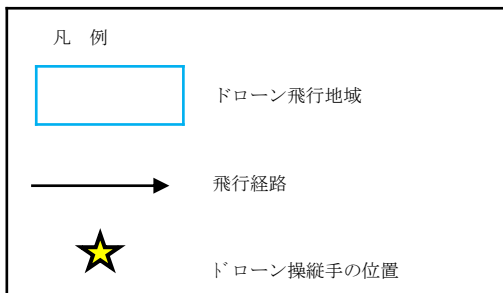 凡 例
ドローン飛行地域
飛行経路
ドローン操縦手の位置